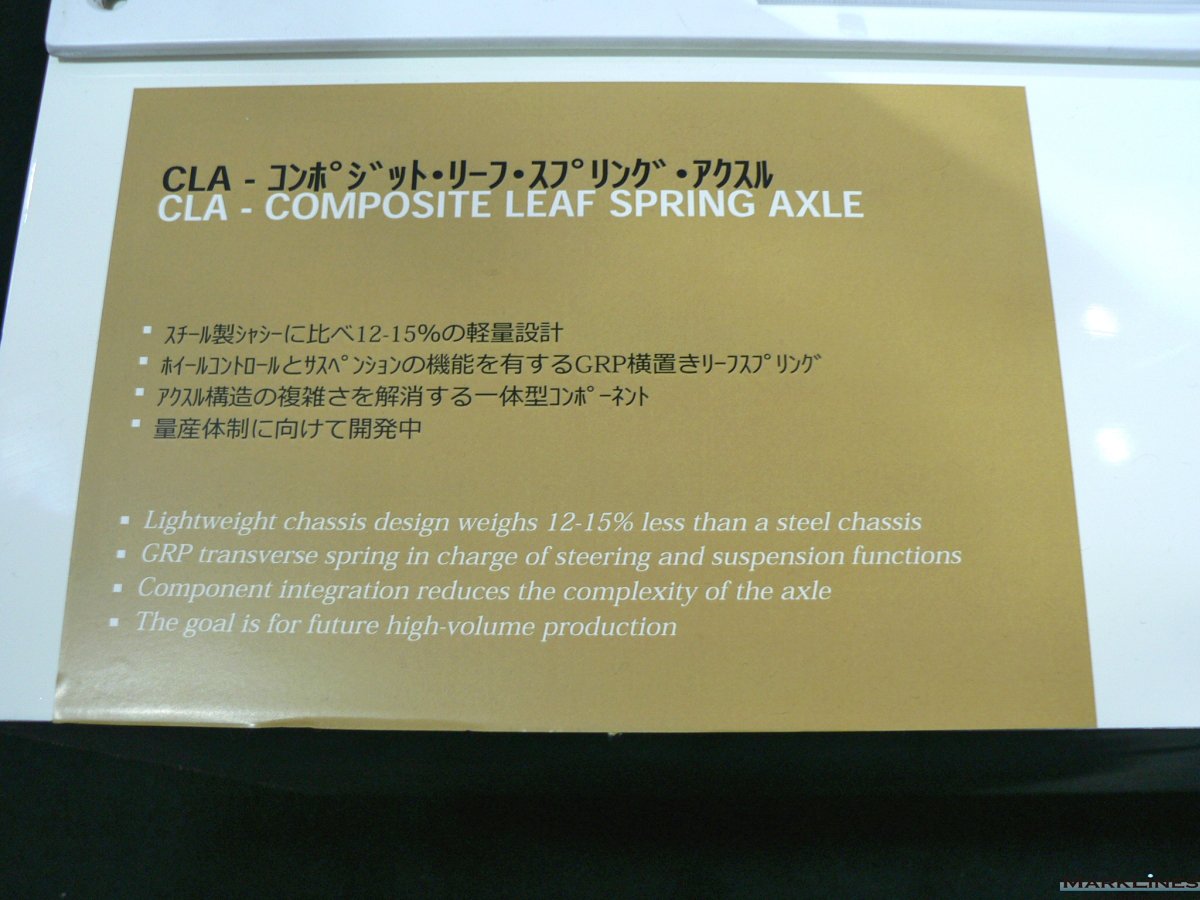 CLA - ｺﾝﾎﾟｼﾞｯﾄ・ﾘｰﾌ・ｽﾌﾟﾘﾝｸﾞ・ｱｸｽﾙ
CLA - COMPOSITE LEAF SPRING AXLE
▪ ｽﾁｰﾙ製ｼｬｼｰに比べ12-15%の軽量設計
▪ ﾎｲｰﾙｺﾝﾄﾛｰﾙとｻｽﾍﾟﾝｼｮﾝの機能を有するGRP横置きﾘｰﾌｽﾌﾟﾘﾝｸﾞ
▪ ｱｸｽﾙ構造の複雑さを解消する一体型ｺﾝﾎﾟｰﾈﾝﾄ
▪ 量産体制に向けて開発中
▪ Lightweight chassis design weighs 12-15% less than a steel chassis
▪ GRP transverse spring in charge of steering and suspension functions
▪ Component integration reduces the complexity of the axle
▪ The goal is for future high-volume production
MARKLINES